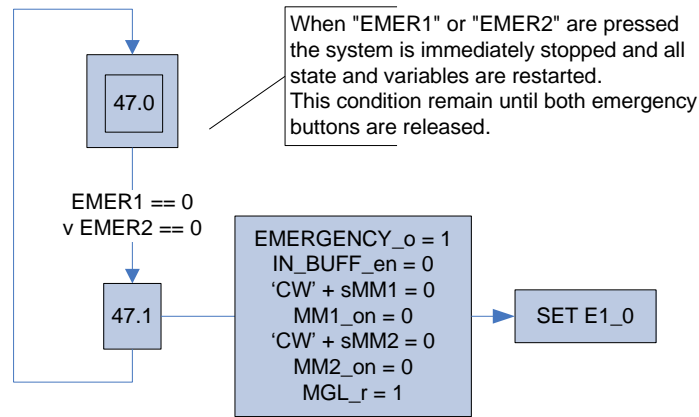 When "EMER1" or "EMER2" are pressed
the system is immediately stopped and all
state and variables are restarted.
This condition remain until both emergency
buttons are released.
47.0
EMER1 == 0
v EMER2 == 0
47.1
EMERGENCY_o = 1
IN_BUFF_en = 0
‘CW’ + sMM1 = 0
MM1_on = 0
‘CW’ + sMM2 = 0
MM2_on = 0
MGL_r = 1
SET E1_0